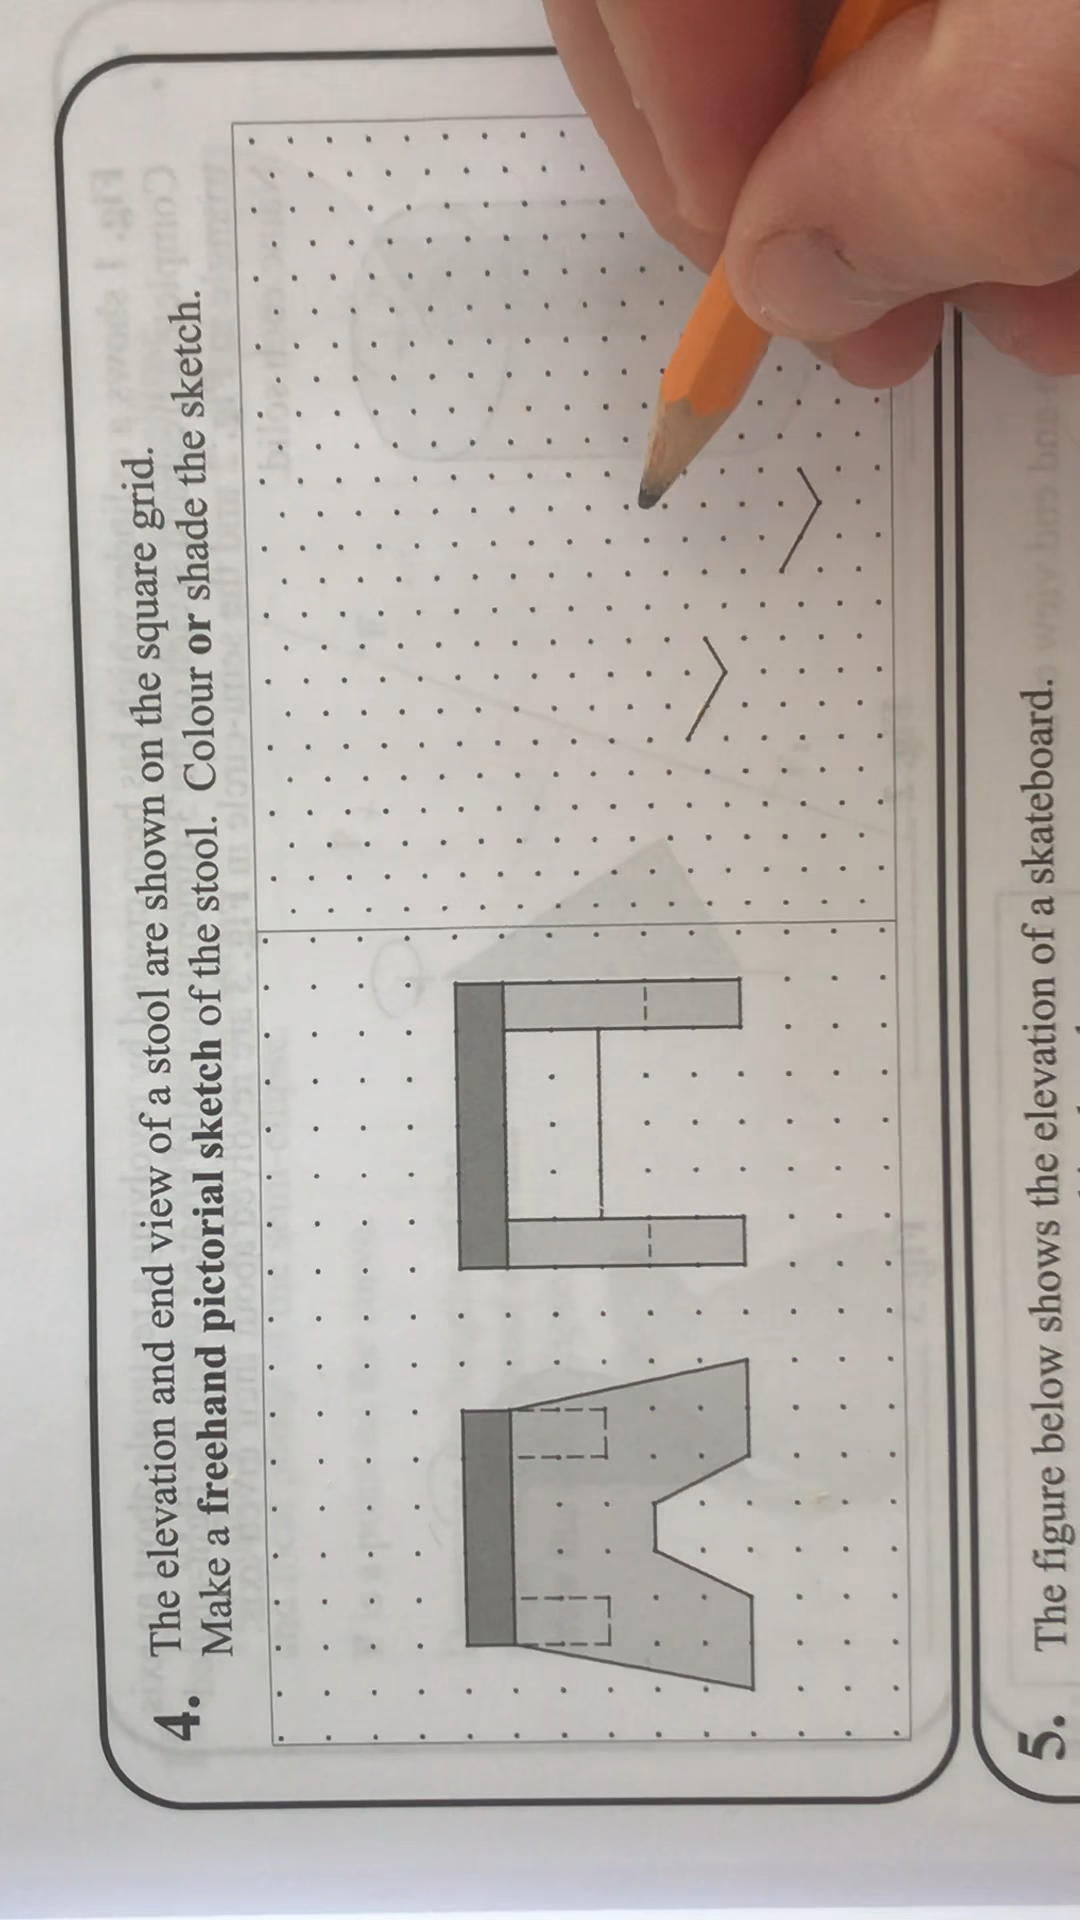 4. The elevation and end view of a stool are shown on the square grid.
Make a freehand pictorial sketch of the stool. Colour or shade the sketch.
5. The figure below shows the elevation of a skateboard.